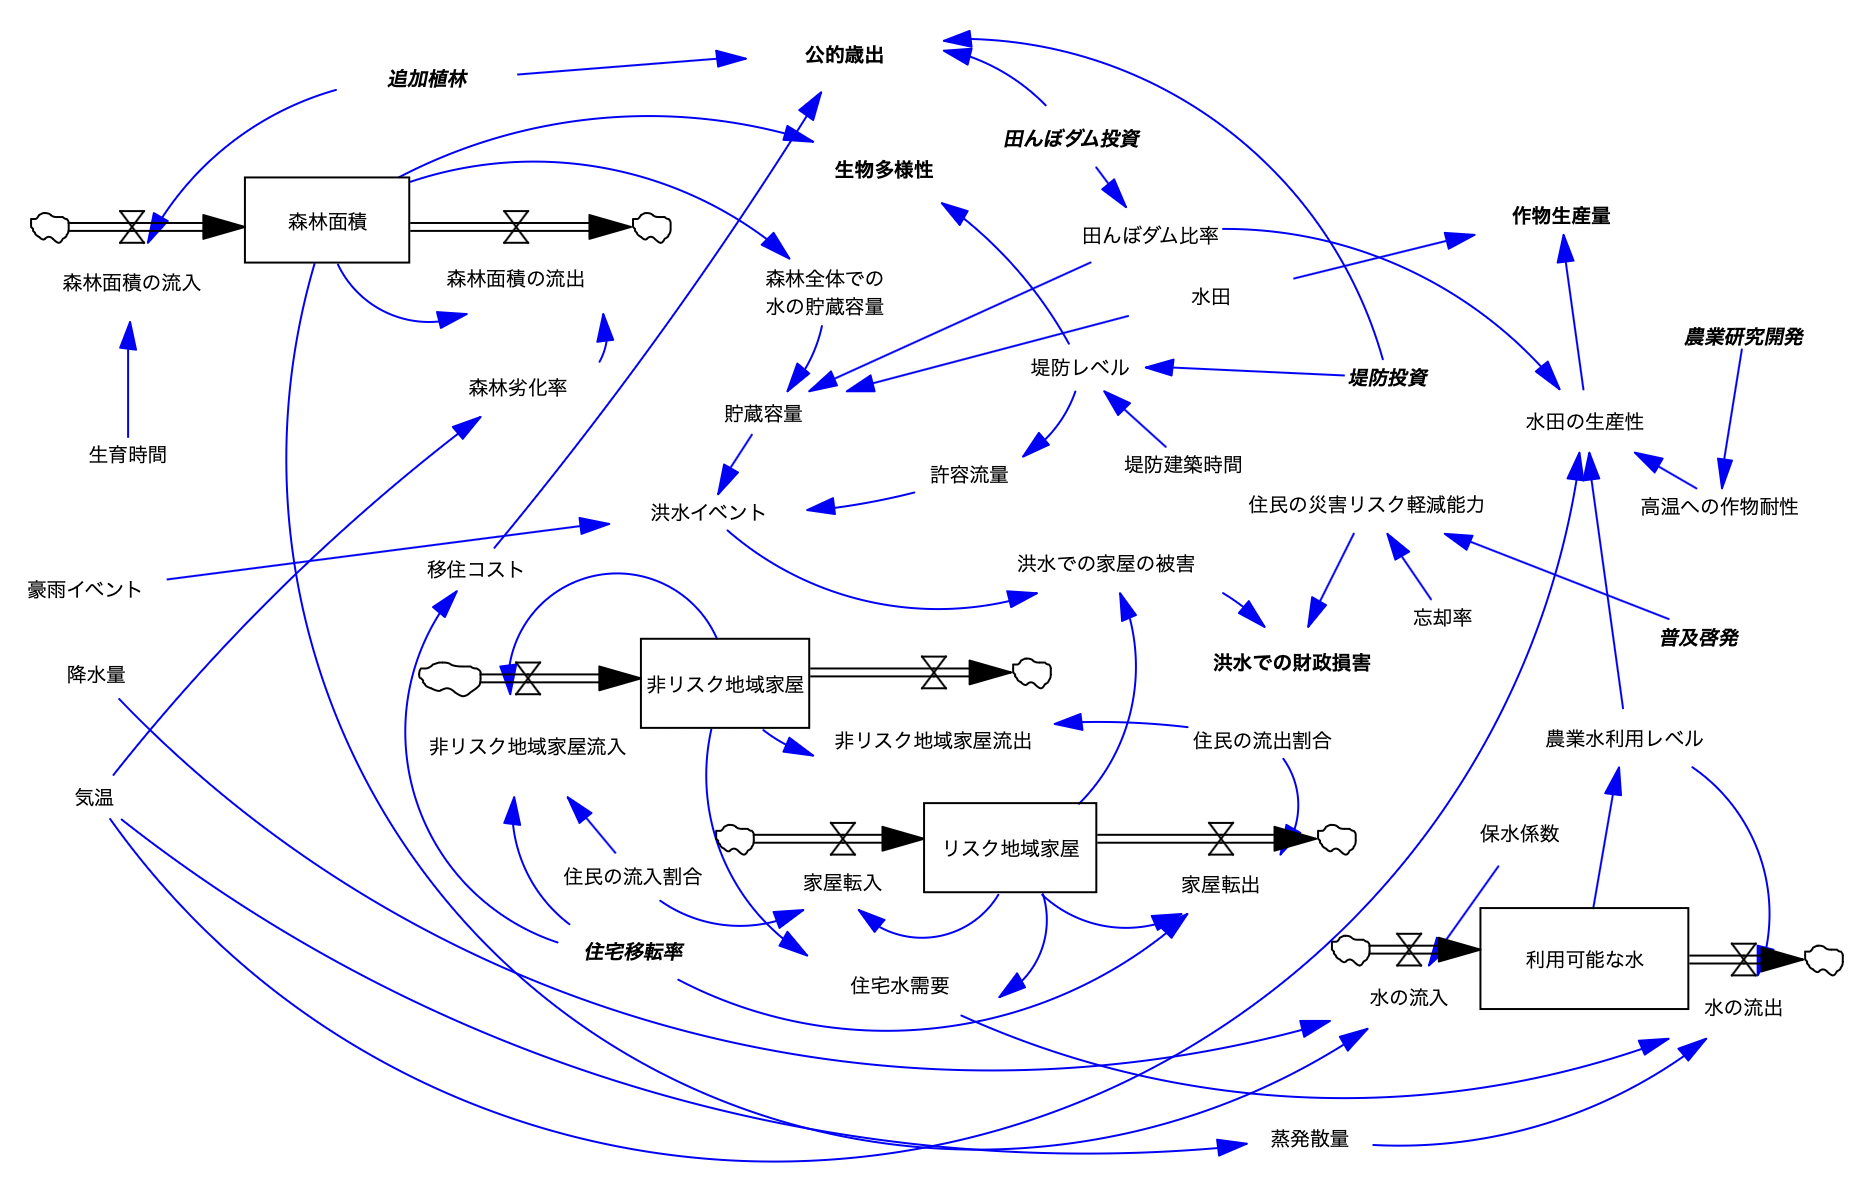 公的歳出
追加植林
田んぼダム投資
生物多様性
作物生産量
森林面積
田んぼダム比率
森林面積の流入
森林面積の流出
森林全体での
水の貯蔵容量
水田
農業研究開発
堤防レベル
堤防投資
森林劣化率
貯蔵容量
水田の生産性
生育時間
許容流量
堤防建築時間
洪水イベント
住民の災害リスク軽減能力
高温への作物耐性
移住コスト
洪水での家屋の被害
豪雨イベント
忘却率
普及啓発
洪水での財政損害
降水量
非リスク地域家屋
非リスク地域家屋流入
非リスク地域家屋流出
住民の流出割合
農業水利用レベル
気温
保水係数
リスク地域家屋
住民の流入割合
家屋転入
家屋転出
住宅移転率
利用可能な水
住宅水需要
水の流入
水の流出
蒸発散量